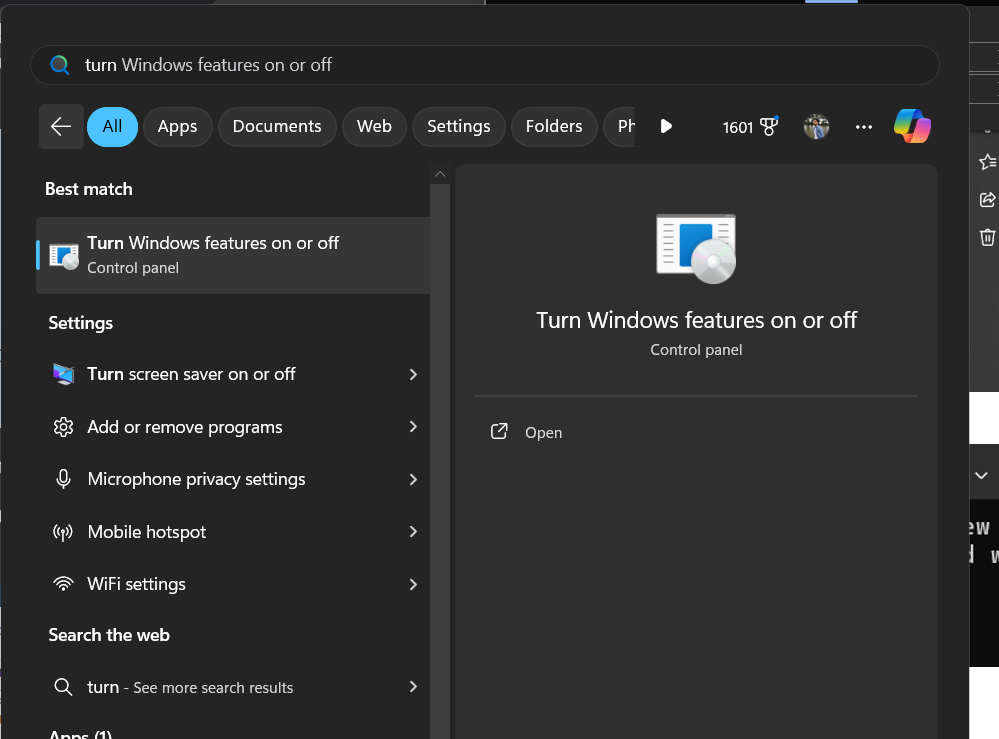 turn Windows features on or off
All Apps Documents Web Settings Folders Ph 1601
Best match
Turn Windows features on or off
Control panel
Settings
Turn screen saver on or off
Add or remove programs
Microphone privacy settings
Mobile hotspot
WiFi settings
Search the web
turn - See more search results
Apps (1)
Turn Windows features on or off
Control panel
Open
ew
d w